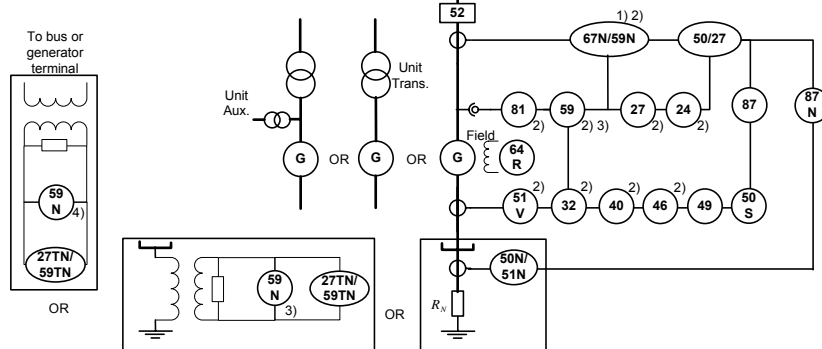 52
1) 2)
67N/59N
50/27
To bus or
generator
terminal
Unit
Aux.
Unit
Trans.
81
2)
59
2) 3)
27
2)
24
2)
87
87
N
Field
64
R
G
OR
G
OR
G
59
N
4)
27TN/
59TN
OR
51
V
2)
32
2)
40
2)
46
2)
49
50
S
59
N
3)
27TN/
59TN
OR
50N/
51N
R_N